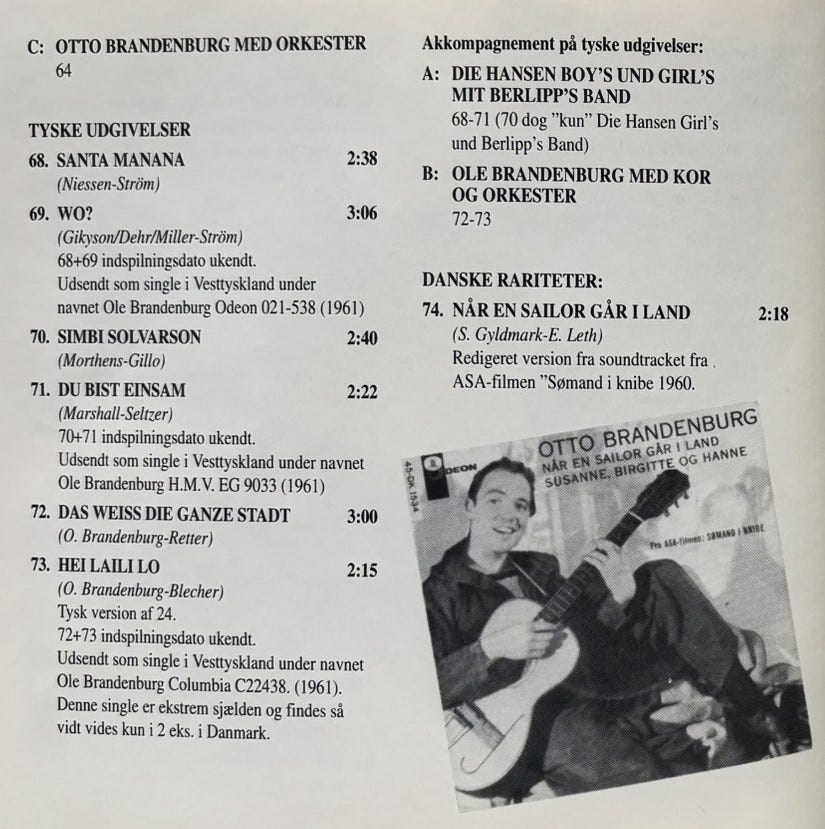 C: OTTO BRANDENBURG MED ORKESTER
64
TYSKE UDGIVELSER
68. SANTA MANANA 2:38
(Niessen-Ström)
69. WO? 3:06
(Gikyson/Dehr/Miller-Ström)
68+69 indspilningsdato ukendt.
Udsendt som single i Vesttyskland under
navnet Ole Brandenburg Odeon 021-538 (1961)
70. SIMBI SOLVARSON 2:40
(Morthens-Gillo)
71. DU BIST EINSAM 2:22
(Marshall-Seltzer)
70+71 indspilningsdato ukendt.
Udsendt som single i Vesttyskland under navnet
Ole Brandenburg H.M.V. EG 9033 (1961)
72. DAS WEISS DIE GANZE STADT 3:00
(O. Brandenburg-Retter)
73. HEI LAILI LO 2:15
(O. Brandenburg-Blecher)
Tysk version af 24.
72+73 indspilningsdato ukendt.
Udsendt som single i Vesttyskland under navnet
Ole Brandenburg Columbia C22438. (1961).
Denne single er ekstrem sjælden og findes så
vidt vides kun i 2 eks. i Danmark.
Akkompagnement på tyske udgivelser:
A: DIE HANSEN BOY'S UND GIRL'S
MIT BERLIPP'S BAND
68-71 (70 dog ”kun” Die Hansen Girl's
und Berlipp's Band)
B: OLE BRANDENBURG MED KOR
OG ORKESTER
72-73
DANSKE RARITETER:
74. NÅR EN SAILOR GÅR I LAND 2:18
(S. Gyldmark-E. Leth)
Redigeret version fra soundtracket fra
ASA-filmen ”Sømand i knibe 1960.
45-DK 1534
ODEON
OTTO BRANDENBURG
NÅR EN SAILOR GÅR I LAND
SUSANNE, BIRGITTE OG HANNE
Fra ASA-filmen: SØMAND I KNIBE